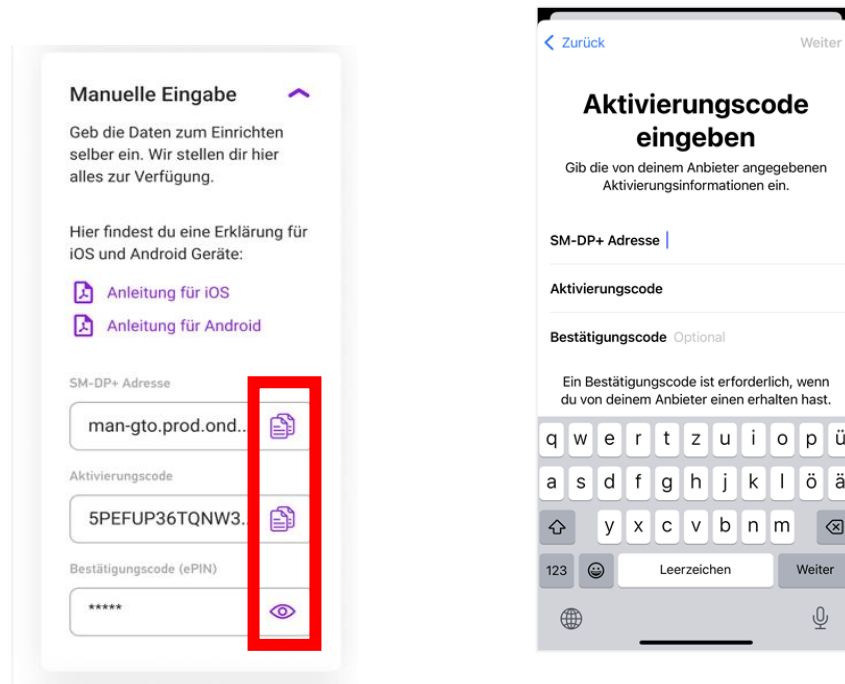 Manuelle Eingabe
Geb die Daten zum Einrichten
selber ein. Wir stellen dir hier
alles zur Verfügung.
Hier findest du eine Erklärung für
iOS und Android Geräte:
Anleitung für iOS
Anleitung für Android
SM-DP+ Adresse
man-gto.prod.ond..
Aktivierungscode
5PEFUP36TQNW3..
Bestätigungscode (ePIN)
*****
Zurück
Weiter
Aktivierungscode
eingeben
Gib die von deinem Anbieter angegebenen
Aktivierungsinformationen ein.
SM-DP+ Adresse
Aktivierungscode
Bestätigungscode Optional
Ein Bestätigungscode ist erforderlich, wenn
du von deinem Anbieter einen erhalten hast.
q w e r t z u i o p ü
a s d f g h j k l ö ä
y x c v b n m
123 Leerzeichen Weiter